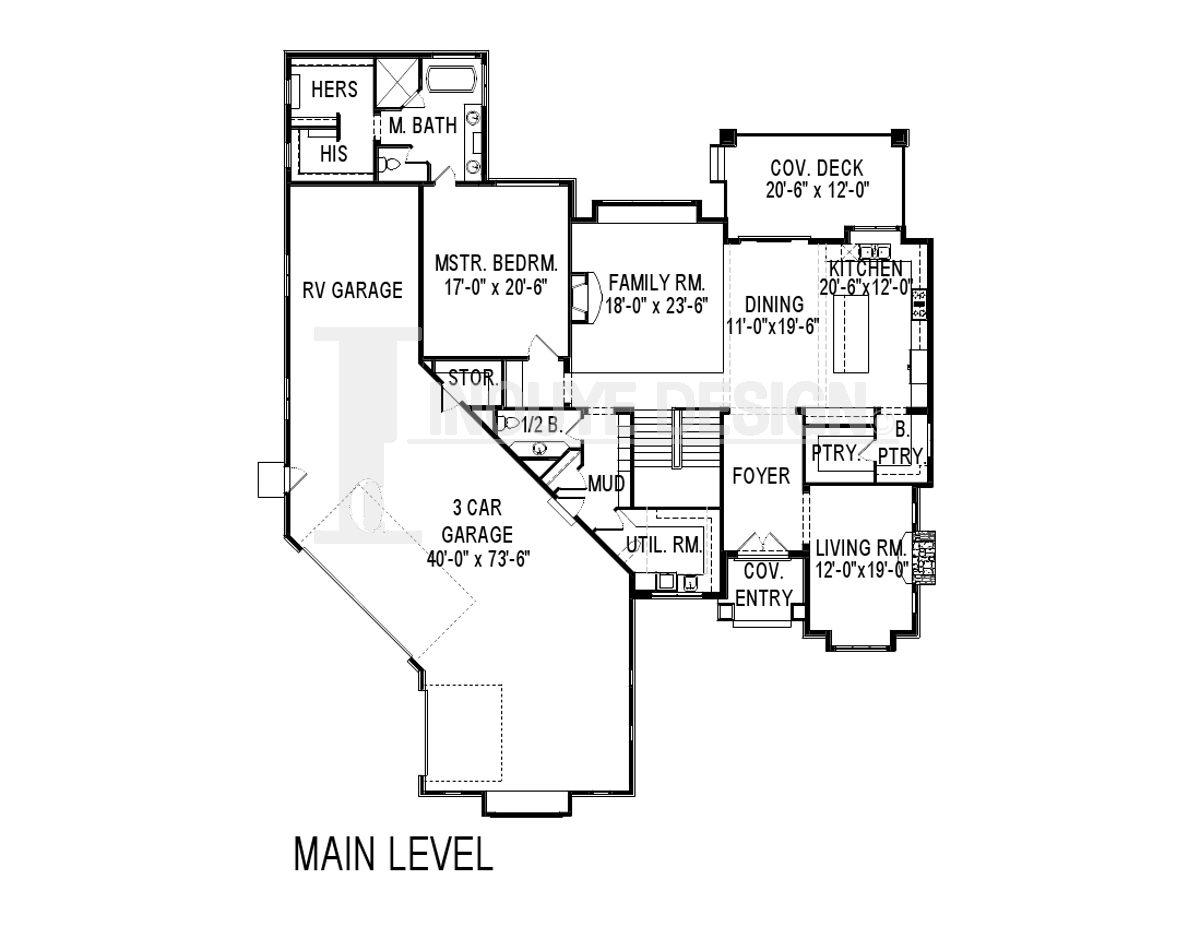 HERS
M. BATH
HIS
COV. DECK
20'-6" x 12'-0"
MSTR. BEDRM.
17'-0" x 20'-6"
RV GARAGE
FAMILY RM.
18'-0" x 23'-6"
DINING
11'-0"x19'-6"
KITCHEN
20'-6"x12'-0"
STOR.
INOUYE DESIGN
1/2 B.
PTRY.
B.
PTRY.
MUD
FOYER
3 CAR
GARAGE
40'-0" x 73'-6"
UTIL. RM.
LIVING RM.
12'-0"x19'-0"
COV.
ENTRY
MAIN LEVEL